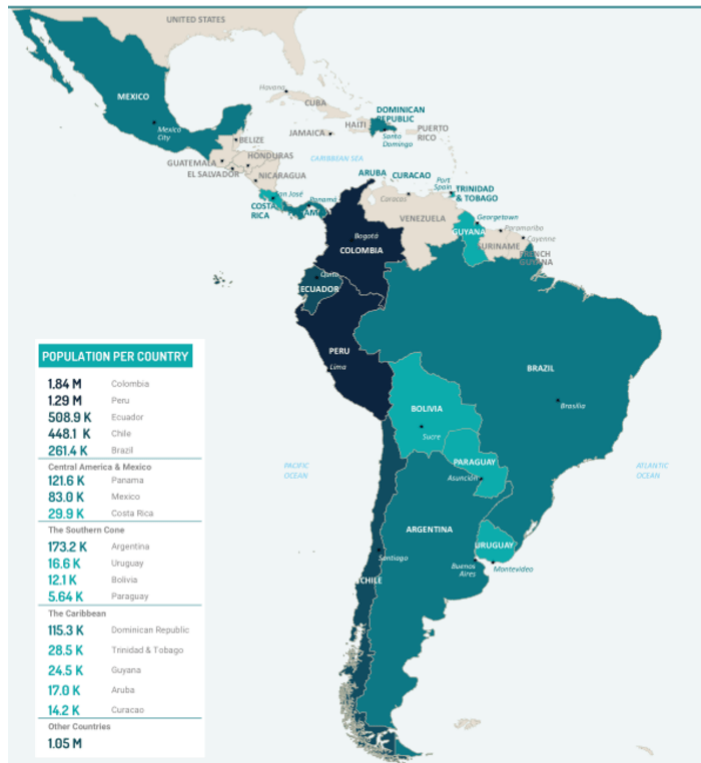 UNITED STATES
MEXICO
Mexico
City
Havana
CUBA
DOMINICAN
REPUBLIC
Santo
Domingo
HAITI
PUERTO
RICO
JAMAICA
BELIZE
HONDURAS
GUATEMALA
EL SALVADOR
NICARAGUA
CARIBBEAN SEA
ARUBA
CURACAO
Port
Spain
TRINIDAD
& TOBAGO
San José
COSTA
RICA
Panamá
PANAMA
Caracas
VENEZUELA
Georgetown
GUYANA
Paramaribo
SURINAME
Cayenne
FRENCH
GUYANA
Bogotá
COLOMBIA
Quito
ECUADOR
PERU
Lima
BRAZIL
Brasília
BOLIVIA
Sucre
PARAGUAY
Asunción
PACIFIC
OCEAN
ATLANTIC
OCEAN
ARGENTINA
URUGUAY
Santiago
Buenos
Aires
Montevideo
CHILE
POPULATION PER COUNTRY
1.84 M Colombia
1.29 M Peru
508.9 K Ecuador
448.1 K Chile
261.4 K Brazil
Central America & Mexico
121.6 K Panama
83.0 K Mexico
29.9 K Costa Rica
The Southern Cone
173.2 K Argentina
16.6 K Uruguay
12.1 K Bolivia
5.64 K Paraguay
The Caribbean
115.3 K Dominican Republic
28.5 K Trinidad & Tobago
24.5 K Guyana
17.0 K Aruba
14.2 K Curacao
Other Countries
1.05 M